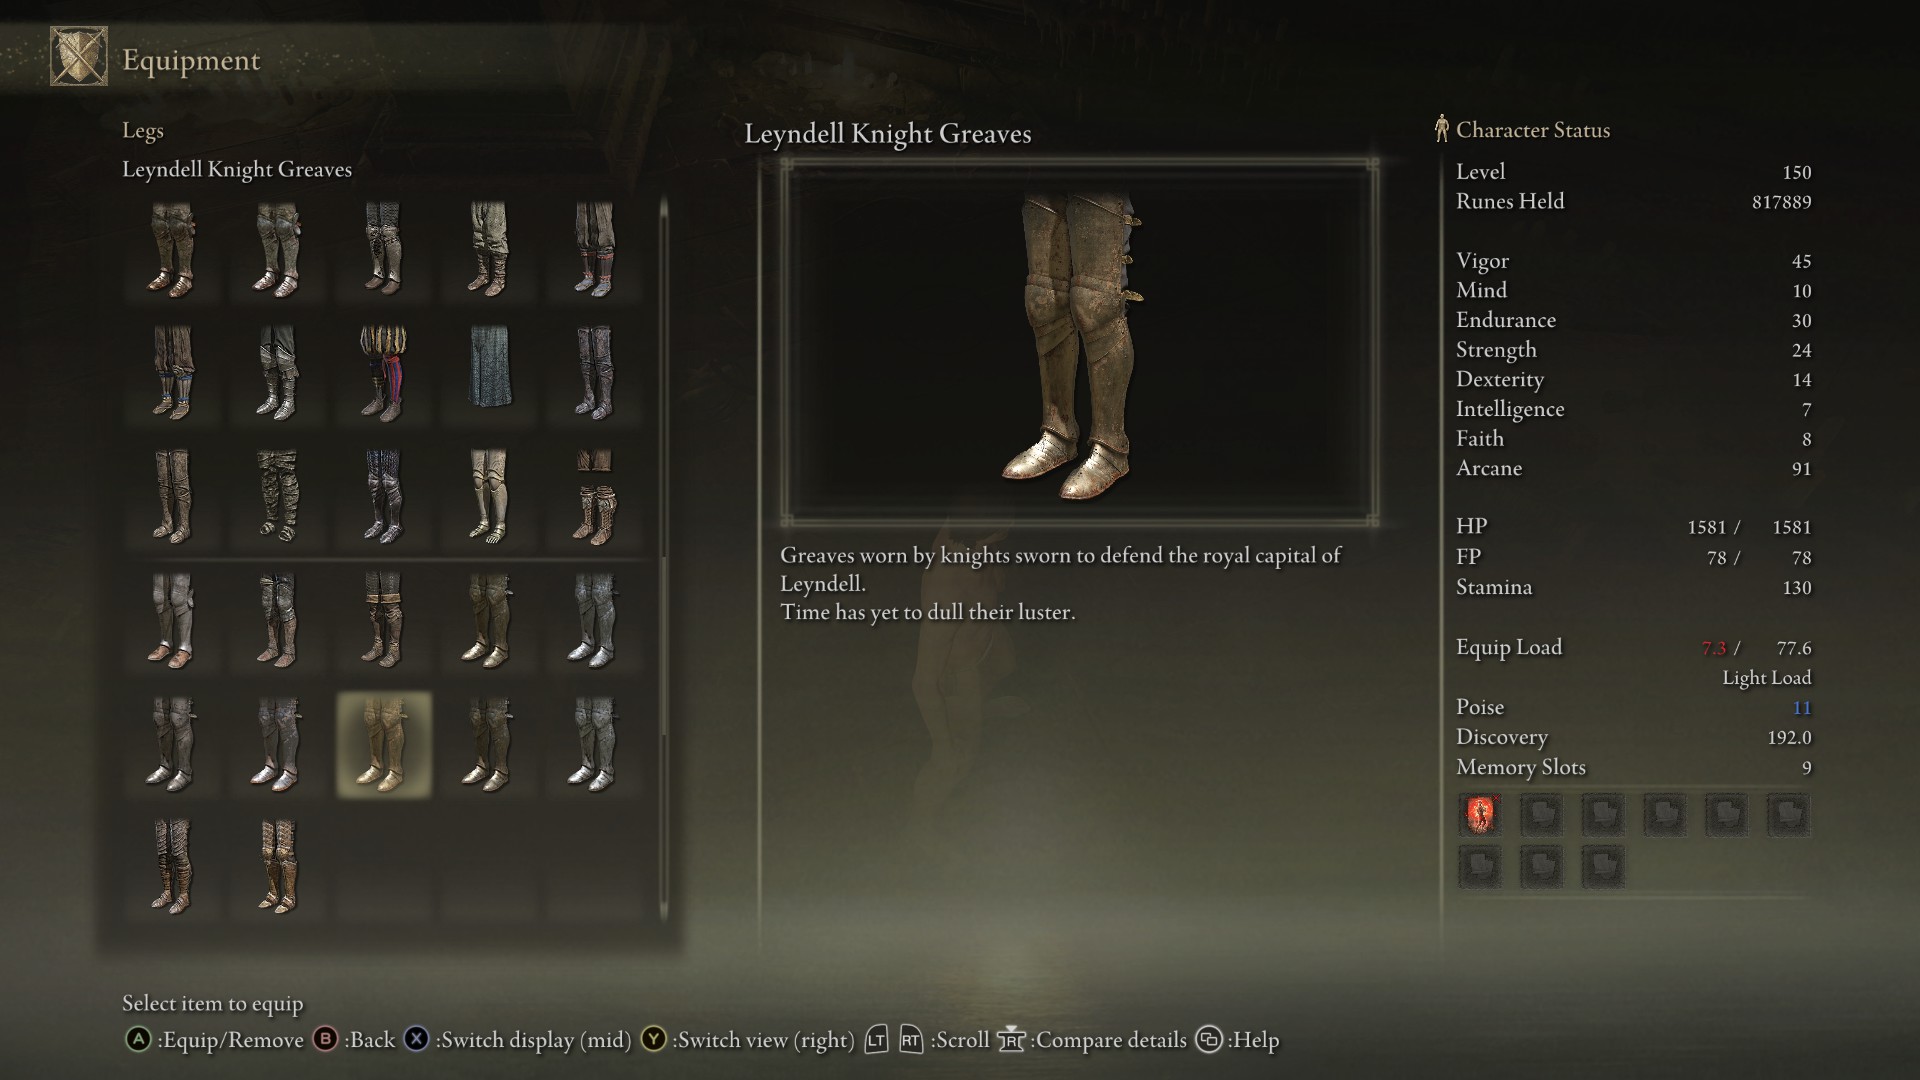 Equipment
Legs
Leyndell Knight Greaves
Leyndell Knight Greaves
Greaves worn by knights sworn to defend the royal capital of
Leyndell.
Time has yet to dull their luster.
Character Status
Level 150
Runes Held 817889
Vigor 45
Mind 10
Endurance 30
Strength 24
Dexterity 14
Intelligence 7
Faith 8
Arcane 91
HP 1581 / 1581
FP 78 / 78
Stamina 130
Equip Load 7.3 / 77.6
Light Load
Poise 11
Discovery 192.0
Memory Slots 9
Select item to equip
A :Equip/Remove B :Back X :Switch display (mid) Y :Switch view (right) LT RT :Scroll R :Compare details :Help